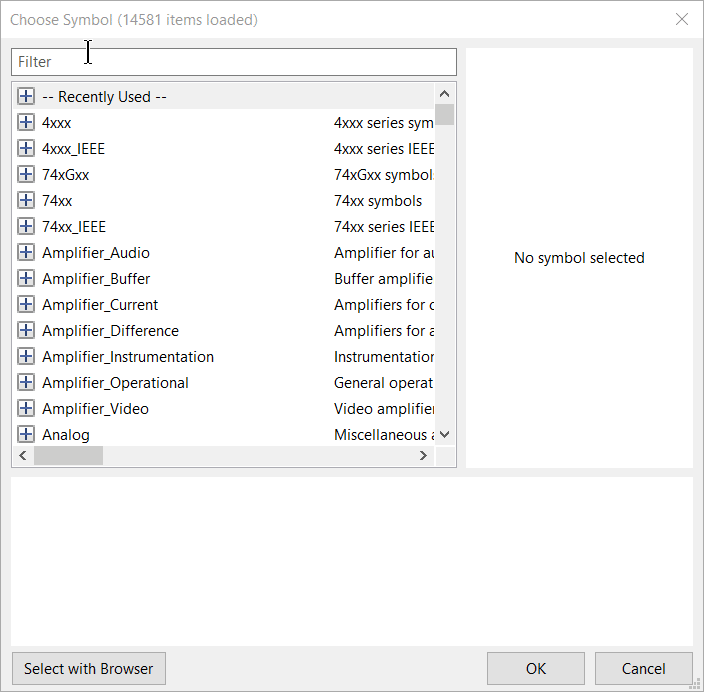 Choose Symbol (14581 items loaded)
Filter
-- Recently Used --
4xxx 4xxx series sym
4xxx_IEEE 4xxx series IEEE
74xGxx 74xGxx symbol
74xx 74xx symbols
74xx_IEEE 74xx series IEEE
Amplifier_Audio Amplifier for au
Amplifier_Buffer Buffer amplifie
Amplifier_Current Amplifiers for c
Amplifier_Difference Amplifiers for a
Amplifier_Instrumentation Instrumentation
Amplifier_Operational General operat
Amplifier_Video Video amplifier
Analog Miscellaneous a
No symbol selected
Select with Browser
OK
Cancel